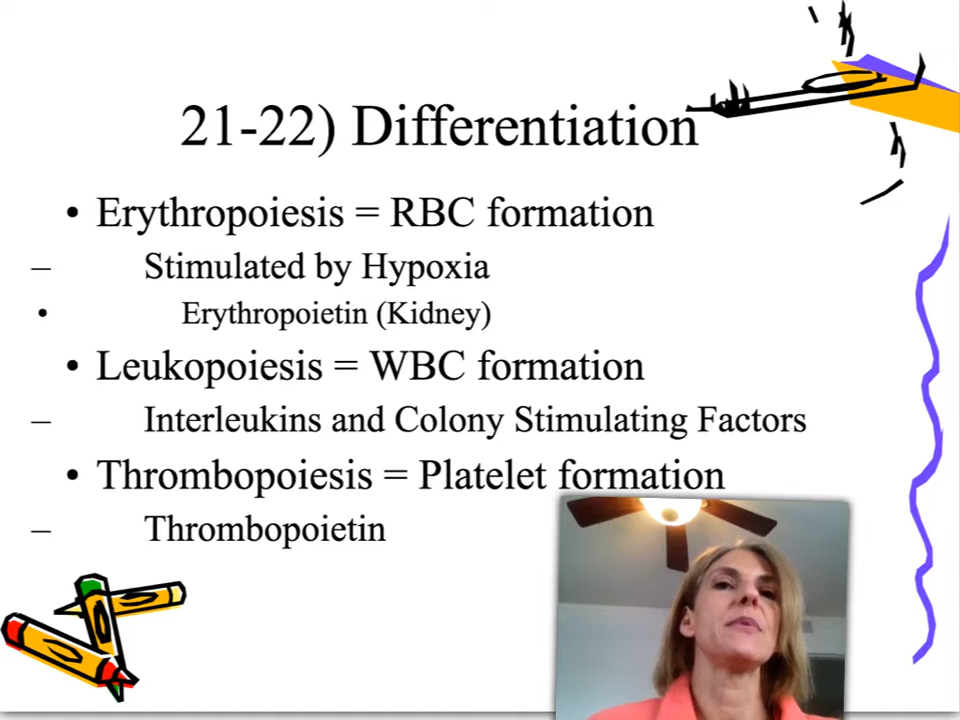 21-22) Differentiation
• Erythropoiesis = RBC formation
– Stimulated by Hypoxia
• Erythropoietin (Kidney)
• Leukopoiesis = WBC formation
– Interleukins and Colony Stimulating Factors
• Thrombopoiesis = Platelet formation
– Thrombopoietin